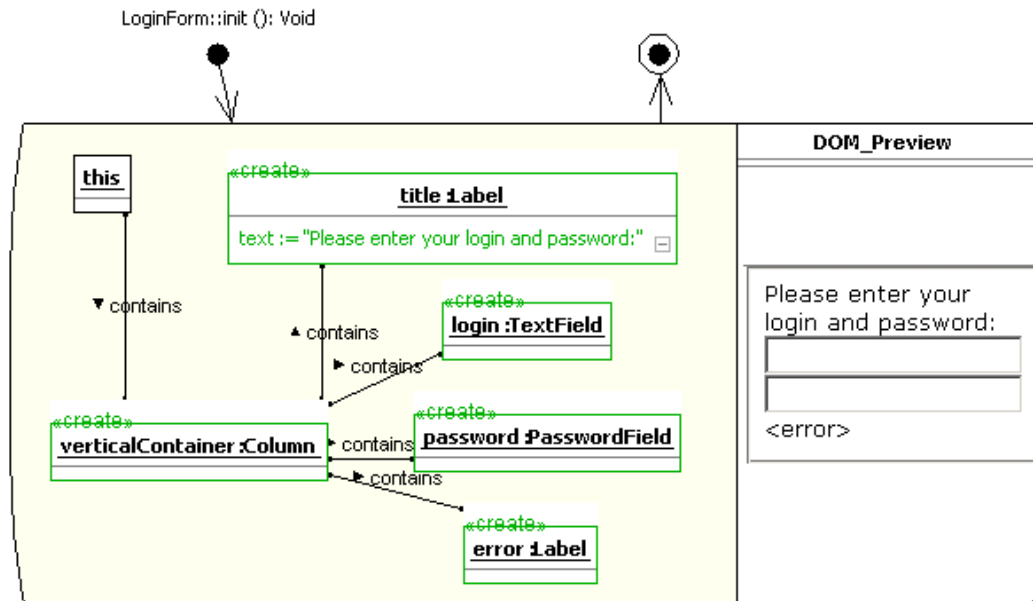 LoginForm::init (): Void
DOM_Preview
this
«create»
title :Label
text := "Please enter your login and password:"
▼ contains
▲ contains
► contains
«create»
login :TextField
«create»
verticalContainer :Column
► contains
«create»
password :PasswordField
► contains
«create»
error :Label
Please enter your
login and password:
<error>